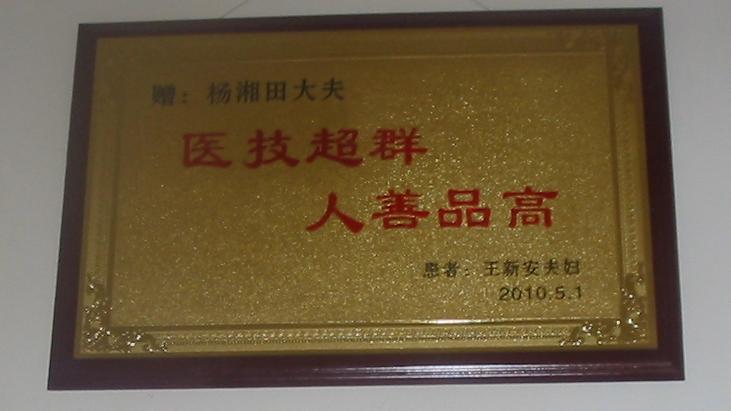 赠：杨湘田大夫
医技超群
人善品高
患者：王新安夫妇
2010.5.1